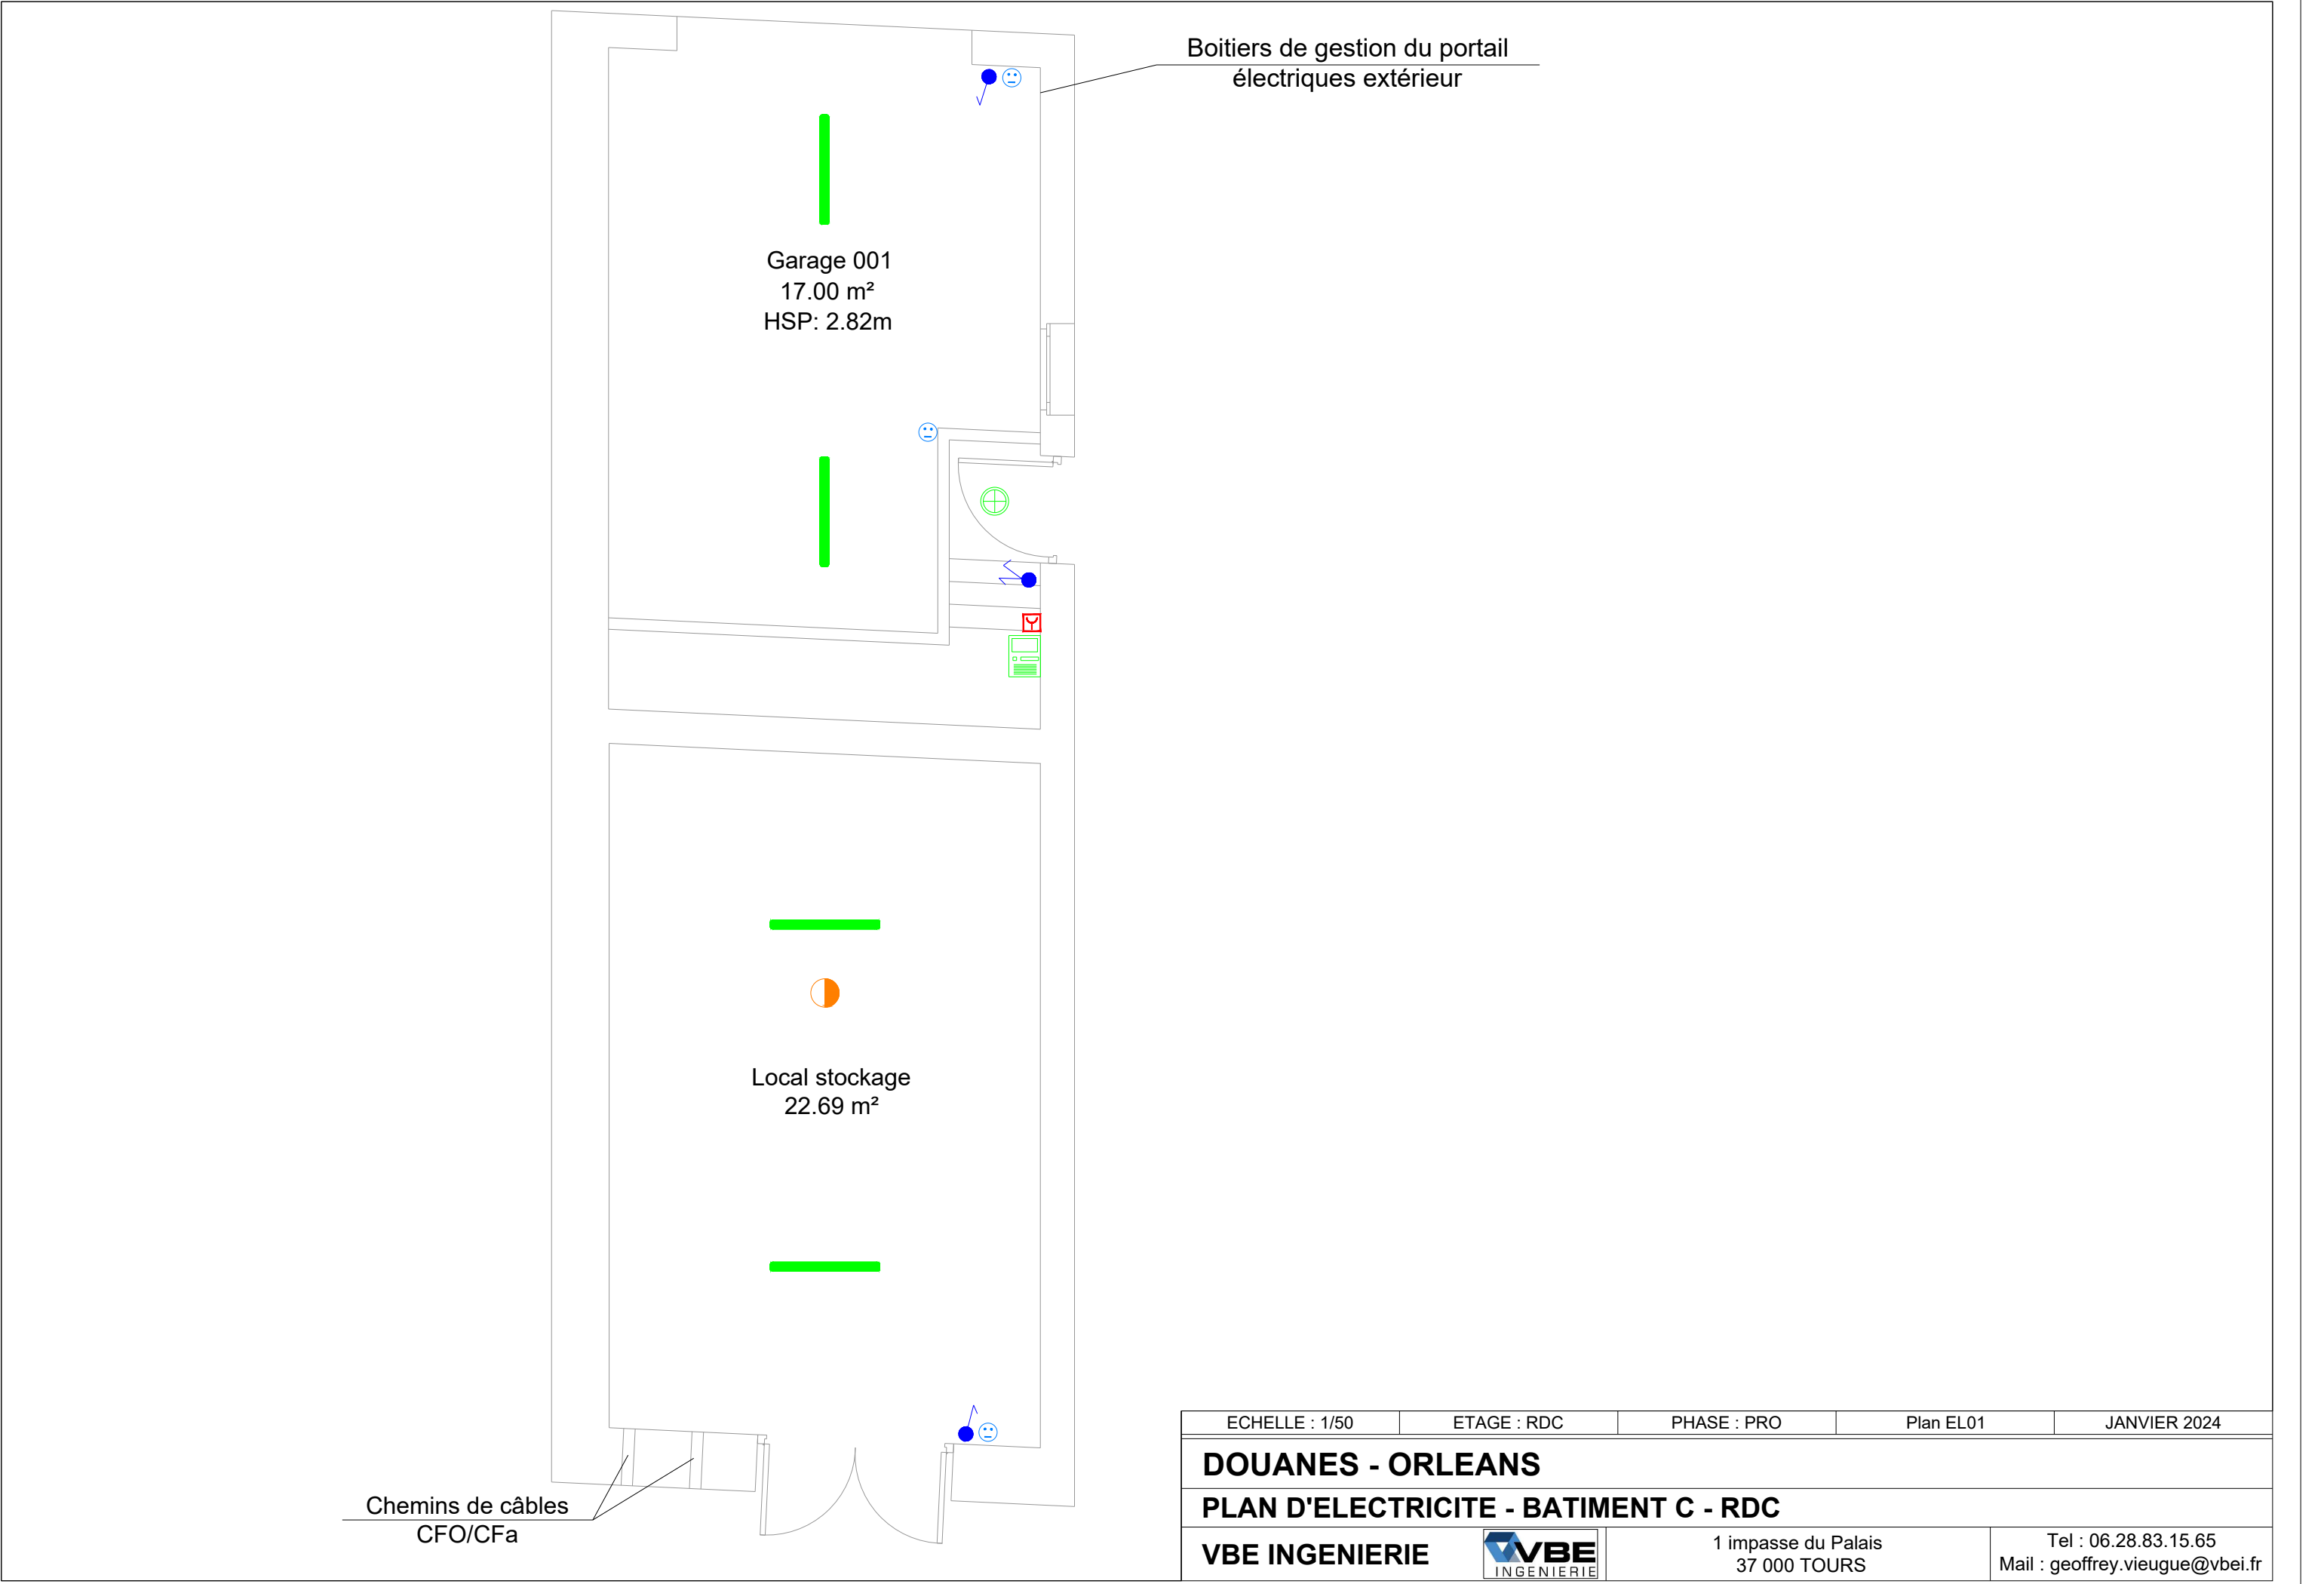 Boitiers de gestion du portail
électriques extérieur
Garage 001
17.00 m²
HSP: 2.82m
Local stockage
22.69 m²
Chemins de câbles
CFO/CFa
ECHELLE : 1/50
ETAGE : RDC
PHASE : PRO
Plan EL01
JANVIER 2024
DOUANES - ORLEANS
PLAN D'ELECTRICITE - BATIMENT C - RDC
VBE INGENIERIE
VBE
INGENIERIE
1 impasse du Palais
37 000 TOURS
Tel : 06.28.83.15.65
Mail : geoffrey.vieugue@vbei.fr